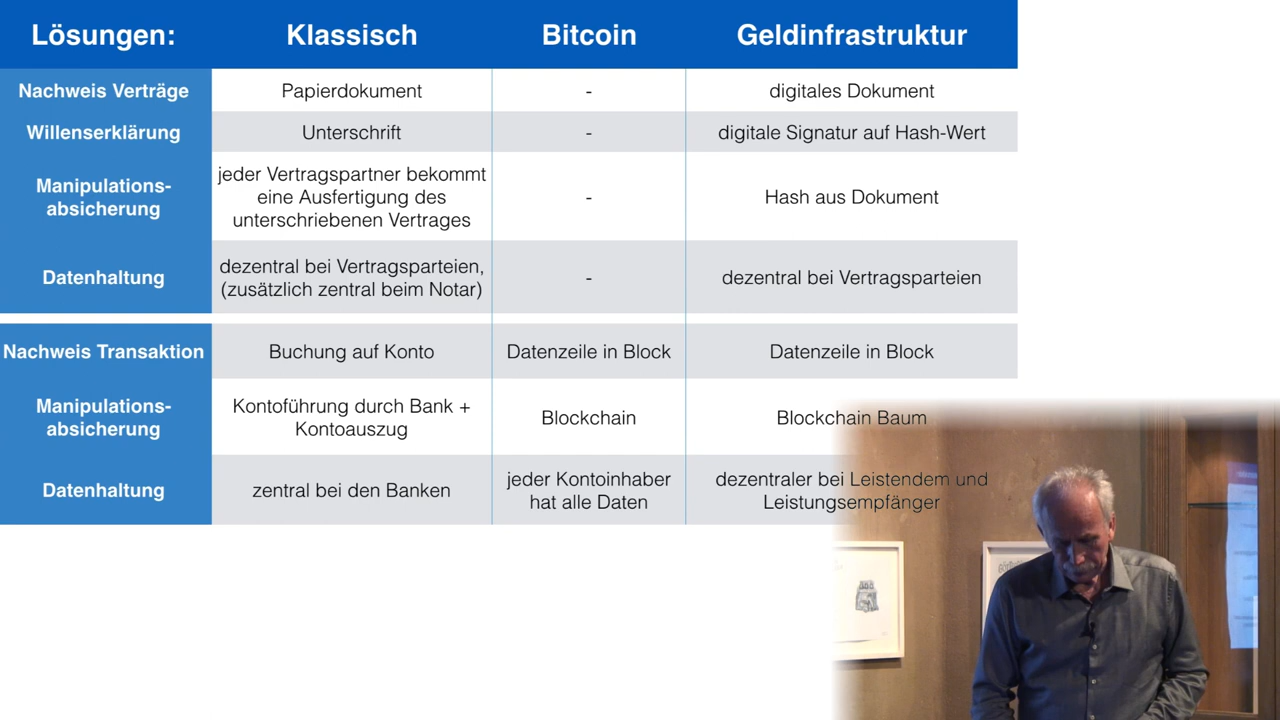 Lösungen: Klassisch Bitcoin Geldinfrastruktur
Nachweis Verträge Papierdokument - digitales Dokument
Willenserklärung Unterschrift - digitale Signatur auf Hash-Wert
Manipulations-
absicherung
jeder Vertragspartner bekommt
eine Ausfertigung des
unterschriebenen Vertrages
-
Hash aus Dokument
Datenhaltung
dezentral bei Vertragsparteien,
(zusätzlich zentral beim Notar)
-
dezentral bei Vertragsparteien
Nachweis Transaktion Buchung auf Konto Datenzeile in Block Datenzeile in Block
Manipulations-
absicherung
Kontoführung durch Bank +
Kontoauszug
Blockchain
Blockchain Baum
Datenhaltung
zentral bei den Banken
jeder Kontoinhaber
hat alle Daten
dezentraler bei Leistendem und
Leistungsempfänger